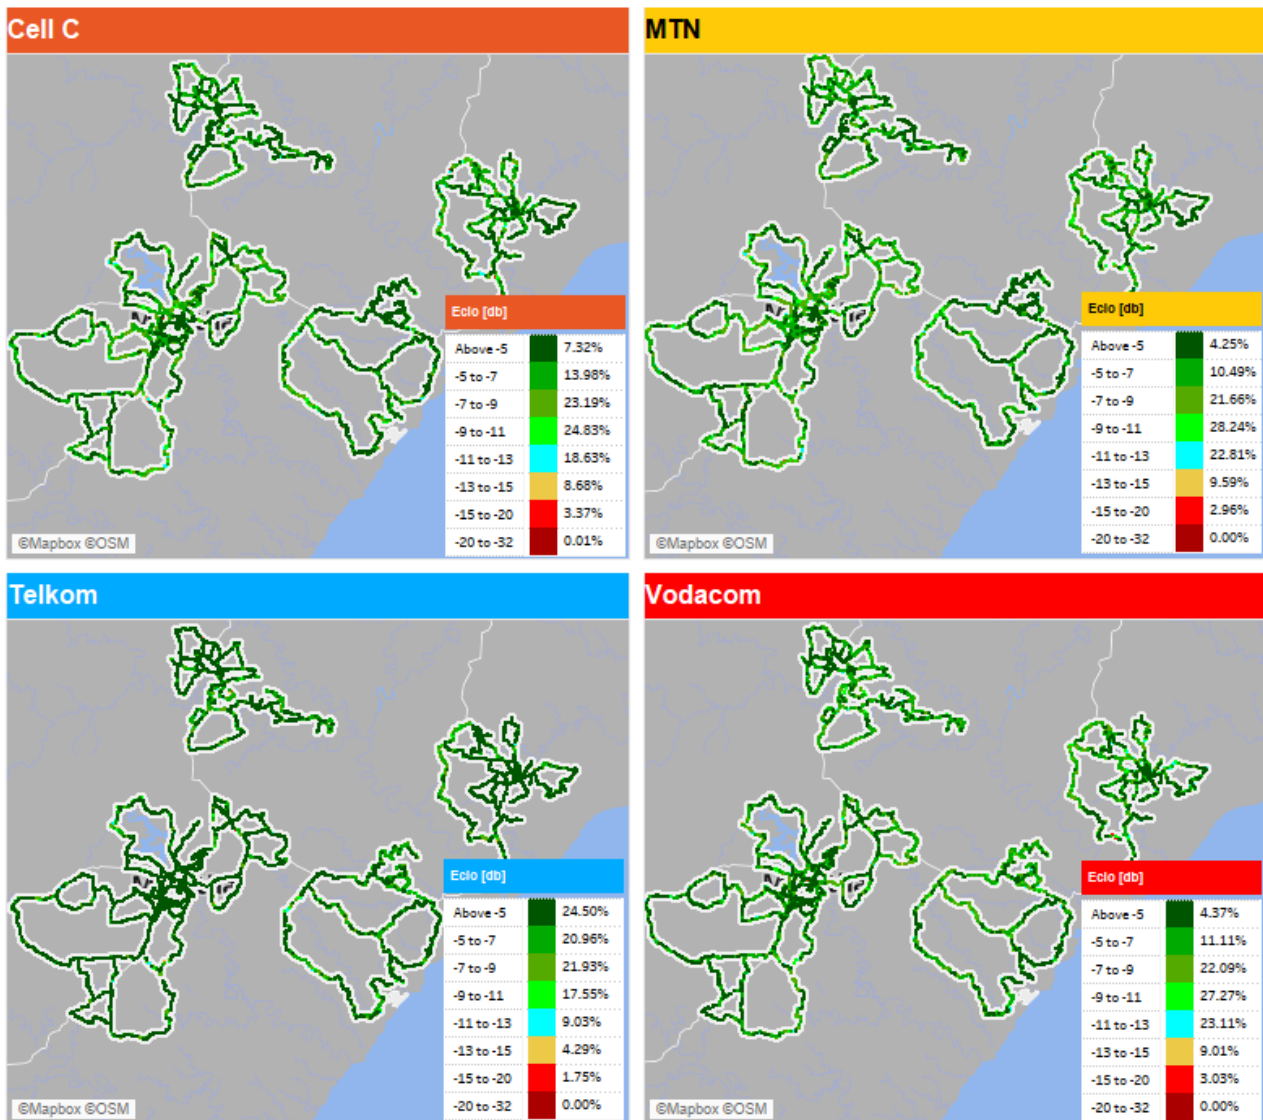 Cell C
Eclo [db]
Above -5 7.32%
-5 to -7 13.98%
-7 to -9 23.19%
-9 to -11 24.83%
-11 to -13 18.63%
-13 to -15 8.68%
-15 to -20 3.37%
-20 to -32 0.01%
©Mapbox ©OSM
MTN
Eclo [db]
Above -5 4.25%
-5 to -7 10.49%
-7 to -9 21.66%
-9 to -11 28.24%
-11 to -13 22.81%
-13 to -15 9.59%
-15 to -20 2.96%
-20 to -32 0.00%
©Mapbox ©OSM
Telkom
Eclo [db]
Above -5 24.50%
-5 to -7 20.96%
-7 to -9 21.93%
-9 to -11 17.55%
-11 to -13 9.03%
-13 to -15 4.29%
-15 to -20 1.75%
-20 to -32 0.00%
©Mapbox ©OSM
Vodacom
Eclo [db]
Above -5 4.37%
-5 to -7 11.11%
-7 to -9 22.09%
-9 to -11 27.27%
-11 to -13 23.11%
-13 to -15 9.01%
-15 to -20 3.03%
-20 to -32 0.00%
©Mapbox ©OSM